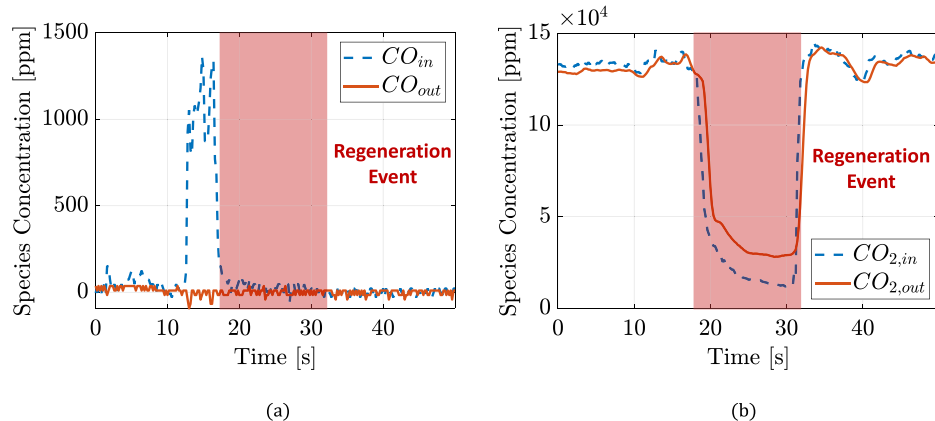 1500
1000
500
0
0 10 20 30 40
Species Concentration [ppm]
Time [s]
CO_in
CO_out
Regeneration
Event
(a)
×10^4
15
10
5
0
0 10 20 30 40
Species Concentration [ppm]
Time [s]
Regeneration
Event
CO_2,in
CO_2,out
(b)